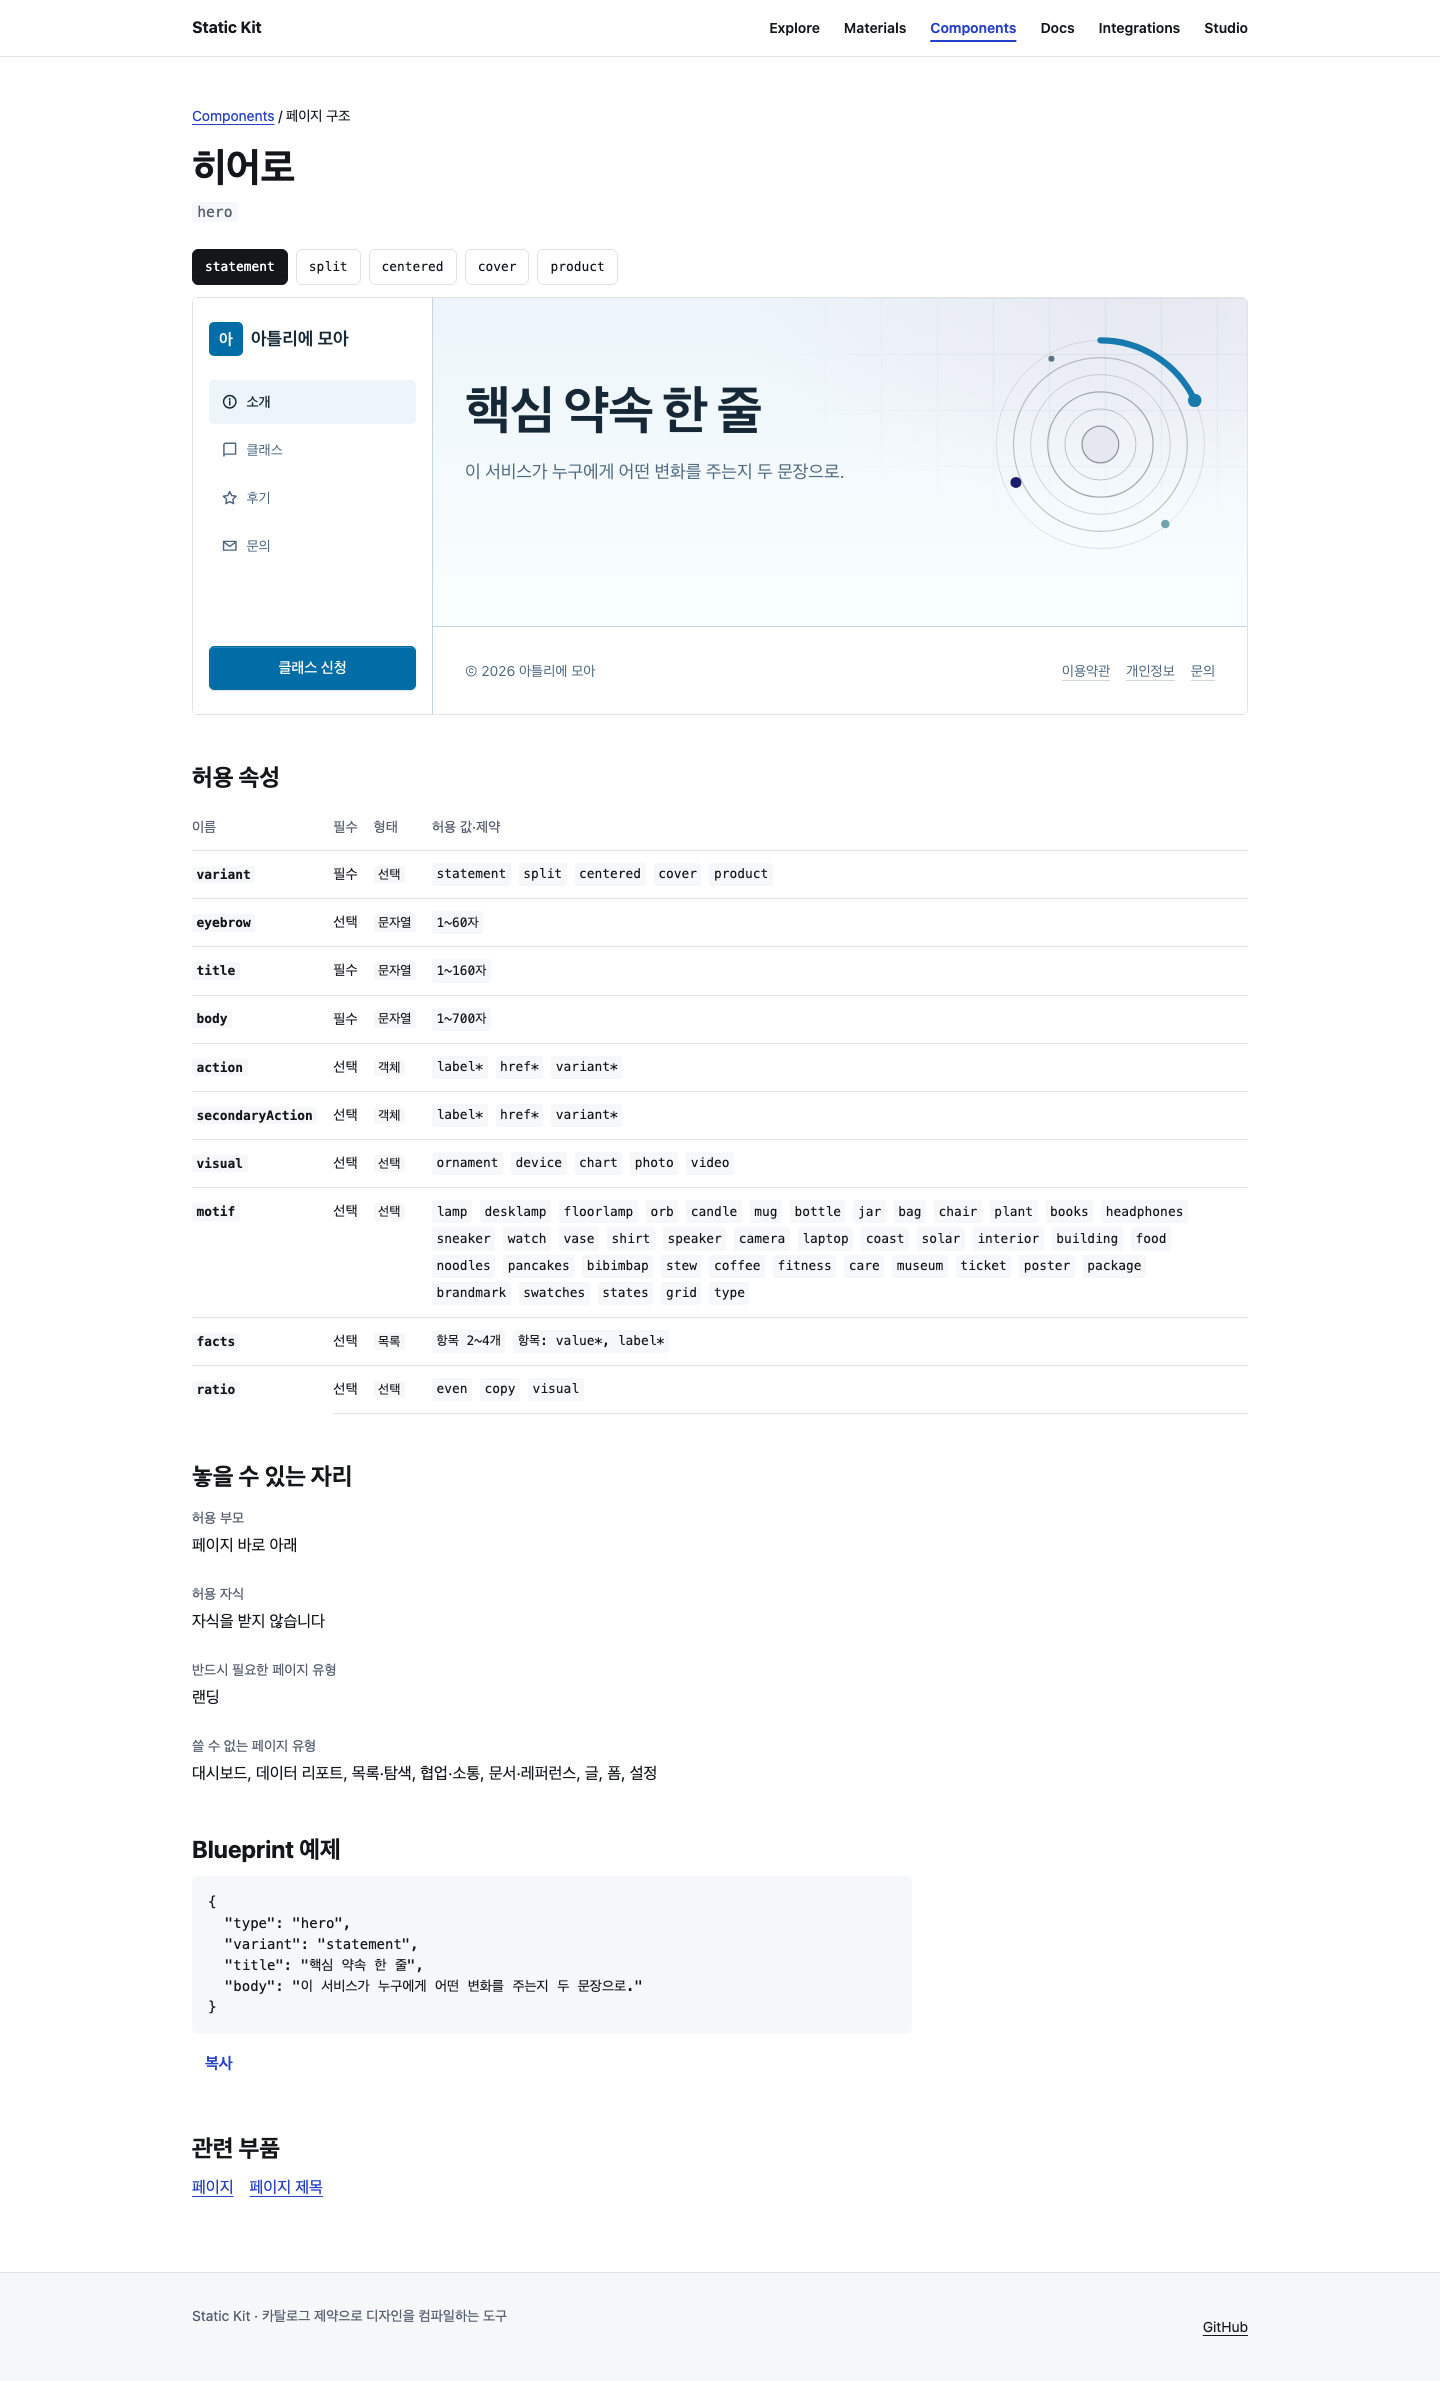 Static Kit
Explore Materials Components Docs Integrations Studio
Components / 페이지 구조
히어로
hero
statement split centered cover product
아 아틀리에 모아
소개
클래스
후기
문의
클래스 신청
핵심 약속 한 줄
이 서비스가 누구에게 어떤 변화를 주는지 두 문장으로.
© 2026 아틀리에 모아
이용약관 개인정보 문의
허용 속성
이름 필수 형태 허용 값·제약
variant 필수 선택 statement split centered cover product
eyebrow 선택 문자열 1~60자
title 필수 문자열 1~160자
body 필수 문자열 1~700자
action 선택 객체 label* href* variant*
secondaryAction 선택 객체 label* href* variant*
visual 선택 선택 ornament device chart photo video
motif 선택 선택 lamp desklamp floorlamp orb candle mug bottle jar bag chair plant books headphones
sneaker watch vase shirt speaker camera laptop coast solar interior building food
noodles pancakes bibimbap stew coffee fitness care museum ticket poster package
brandmark swatches states grid type
facts 선택 목록 항목 2~4개 항목: value*, label*
ratio 선택 선택 even copy visual
놓을 수 있는 자리
허용 부모
페이지 바로 아래
허용 자식
자식을 받지 않습니다
반드시 필요한 페이지 유형
랜딩
쓸 수 없는 페이지 유형
대시보드, 데이터 리포트, 목록·탐색, 협업·소통, 문서·레퍼런스, 글, 폼, 설정
Blueprint 예제
{
"type": "hero",
"variant": "statement",
"title": "핵심 약속 한 줄",
"body": "이 서비스가 누구에게 어떤 변화를 주는지 두 문장으로."
}
복사
관련 부품
페이지 페이지 제목
Static Kit · 카탈로그 제약으로 디자인을 컴파일하는 도구
GitHub